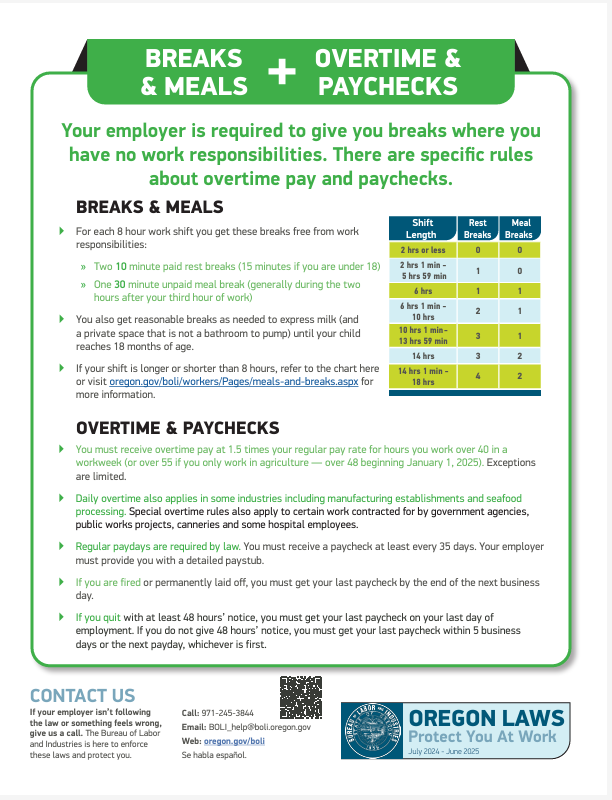 BREAKS
& MEALS
+
OVERTIME &
PAYCHECKS
Your employer is required to give you breaks where you
have no work responsibilities. There are specific rules
about overtime pay and paychecks.
BREAKS & MEALS
For each 8 hour work shift you get these breaks free from work
responsibilities:
» Two 10 minute paid rest breaks (15 minutes if you are under 18)
» One 30 minute unpaid meal break (generally during the two
hours after your third hour of work)
You also get reasonable breaks as needed to express milk (and
a private space that is not a bathroom to pump) until your child
reaches 18 months of age.
If your shift is longer or shorter than 8 hours, refer to the chart here
or visit oregon.gov/boli/workers/Pages/meals-and-breaks.aspx for
more information.
Shift Length Rest Breaks Meal Breaks
2 hrs or less 0 0
2 hrs 1 min – 5 hrs 59 min 1 0
6 hrs 1 1
6 hrs 1 min – 10 hrs 2 1
10 hrs 1 min– 13 hrs 59 min 3 1
14 hrs 3 2
14 hrs 1 min – 18 hrs 4 2
OVERTIME & PAYCHECKS
You must receive overtime pay at 1.5 times your regular pay rate for hours you work over 40 in a
workweek (or over 55 if you only work in agriculture — over 48 beginning January 1, 2025). Exceptions
are limited.
Daily overtime also applies in some industries including manufacturing establishments and seafood
processing. Special overtime rules also apply to certain work contracted for by government agencies,
public works projects, canneries and some hospital employees.
Regular paydays are required by law. You must receive a paycheck at least every 35 days. Your employer
must provide you with a detailed paystub.
If you are fired or permanently laid off, you must get your last paycheck by the end of the next business
day.
If you quit with at least 48 hours' notice, you must get your last paycheck on your last day of
employment. If you do not give 48 hours' notice, you must get your last paycheck within 5 business
days or the next payday, whichever is first.
CONTACT US
If your employer isn't following
the law or something feels wrong,
give us a call. The Bureau of Labor
and Industries is here to enforce
these laws and protect you.
Call: 971-245-3844
Email: BOLI_help@boli.oregon.gov
Web: oregon.gov/boli
Se habla español.
BUREAU OF LABOR AND INDUSTRIES
OREGON LAWS
Protect You At Work
July 2024 - June 2025